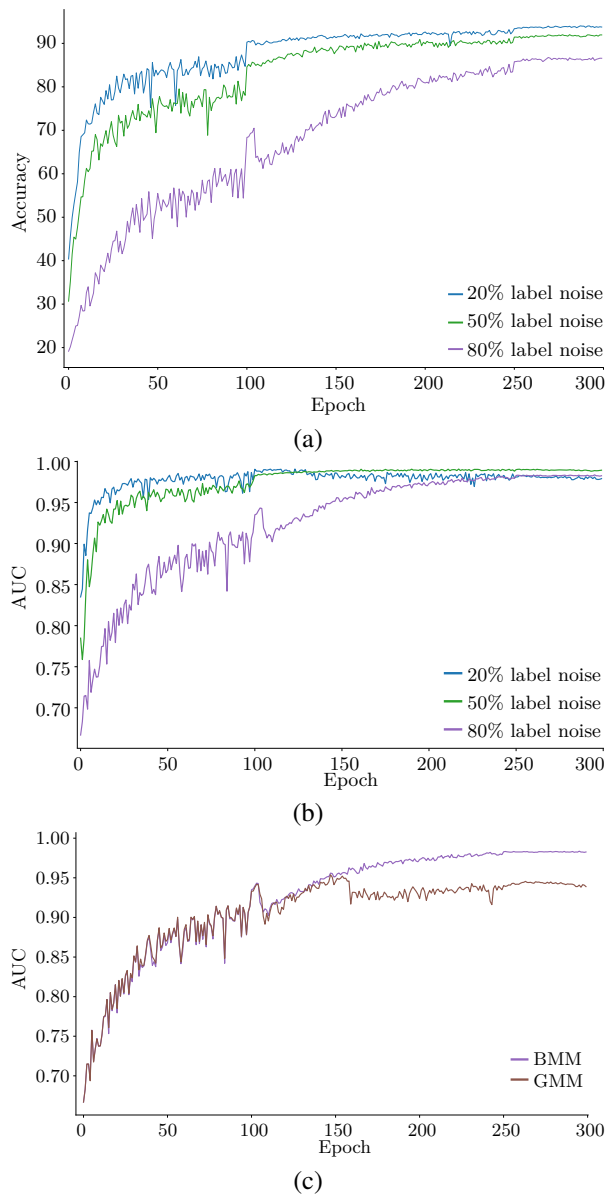 90
80
70
60
50
40
30
20
Accuracy
0 50 100 150 200 250 300
Epoch
20% label noise
50% label noise
80% label noise
(a)
1.00
0.95
0.90
0.85
0.80
0.75
0.70
AUC
0 50 100 150 200 250 300
Epoch
20% label noise
50% label noise
80% label noise
(b)
1.00
0.95
0.90
0.85
0.80
0.75
0.70
AUC
0 50 100 150 200 250 300
Epoch
BMM
GMM
(c)